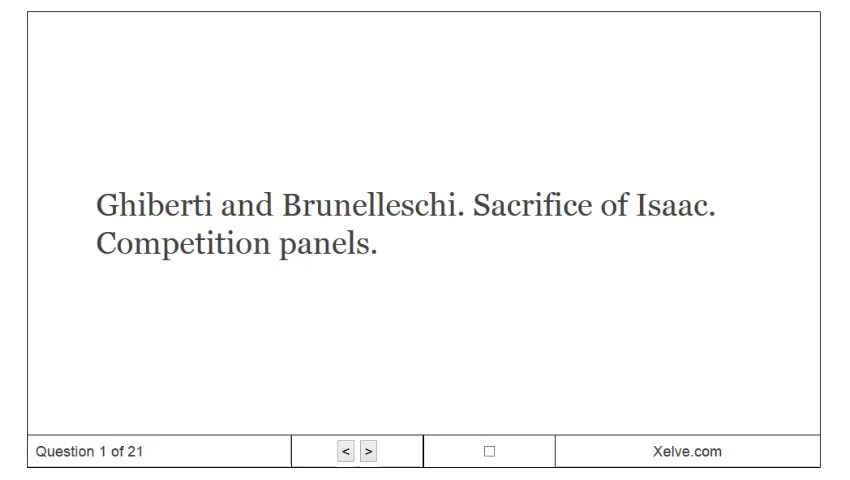 Ghiberti and Brunelleschi. Sacrifice of Isaac.
Competition panels.
Question 1 of 21
< >
Xelve.com